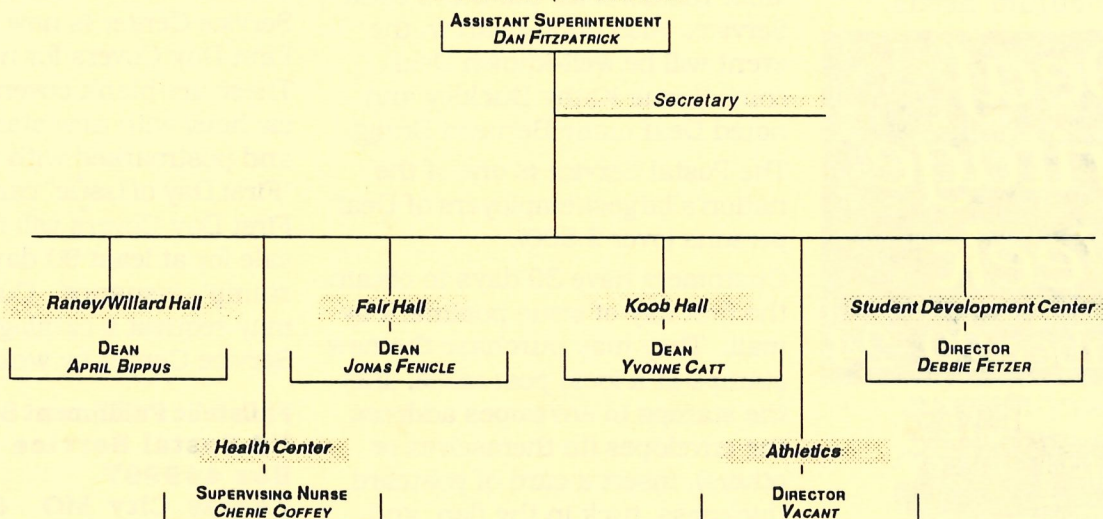 ASSISTANT SUPERINTENDENT
DAN FITZPATRICK
Secretary
Raney/Willard Hall
DEAN
APRIL BIPPUS
Fair Hall
DEAN
JONAS FENICLE
Koob Hall
DEAN
YVONNE CATT
Student Development Center
DIRECTOR
DEBBIE FETZER
Health Center
SUPERVISING NURSE
CHERIE COFFEY
Athletics
DIRECTOR
VACANT